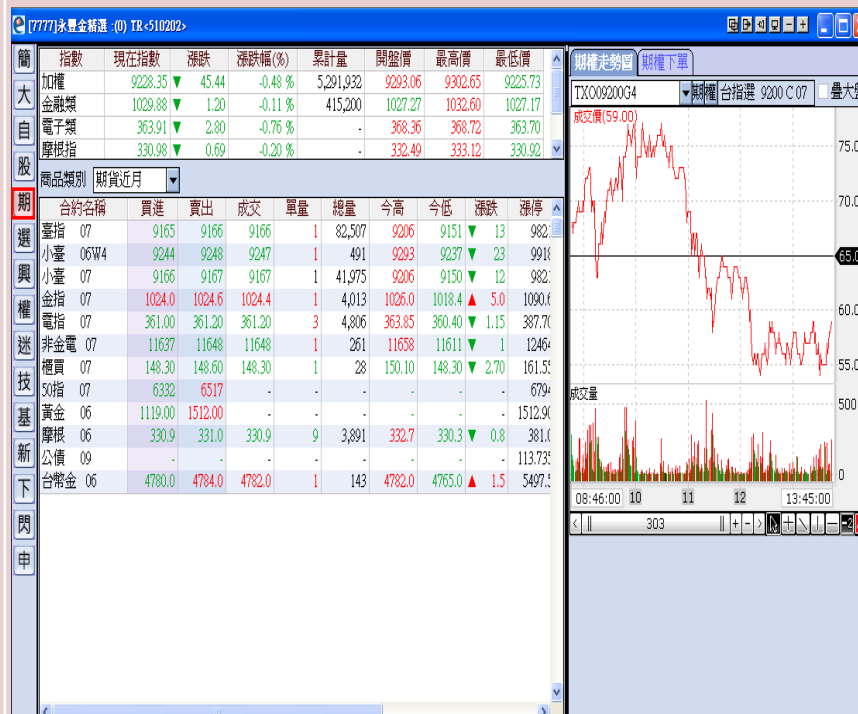 [7777]永豐金精選 :(0) TR<510202>
簡
大
自
股
期
選
興
權
迷
技
基
新
下
閃
申
指數 現在指數 漲跌 漲跌幅(%) 累計量 開盤價 最高價 最低價
加權 9228.35 ▼ 45.44 -0.48 % 5,291,932 9293.06 9302.65 9225.73
金融類 1029.88 ▼ 1.20 -0.11 % 415,200 1027.27 1032.60 1027.17
電子類 363.91 ▼ 2.80 -0.76 % - 368.36 368.72 363.70
摩根指 330.98 ▼ 0.69 -0.20 % - 332.49 333.12 330.92
商品類別 期貨近月
合約名稱 買進 賣出 成交 單量 總量 今高 今低 漲跌 漲停
臺指 07 9165 9166 9166 1 82,507 9206 9151 ▼ 13 982
小臺 06W4 9244 9248 9247 1 491 9293 9237 ▼ 23 9918
小臺 07 9166 9167 9167 1 41,975 9206 9150 ▼ 12 982
金指 07 1024.0 1024.6 1024.4 1 4,013 1026.0 1018.4 ▲ 5.0 1090.6
電指 07 361.00 361.20 361.20 3 4,806 363.85 360.40 ▼ 1.15 387.70
非金電 07 11637 11648 11648 1 261 11658 11611 ▼ 1 12464
櫃買 07 148.30 148.60 148.30 1 28 150.10 148.30 ▼ 2.70 161.55
50指 07 6332 6517 - - - - - - 6794
黃金 06 1119.00 1512.00 - - - - - - 1512.90
摩根 06 330.9 331.0 330.9 9 3,891 332.7 330.3 ▼ 0.8 381.0
公債 09 - - - - - - - - 113.735
台幣金 06 4780.0 4784.0 4782.0 1 143 4782.0 4765.0 ▲ 1.5 5497.5
期權走勢圖 期權下單
TXO09200G4 期權 台指選 9200 C 07 疊大盤
成交價(59.00)
75.0
70.0
65.0
60.0
55.0
成交量
500
0
08:46:00 10 11 12 13:45:00
303